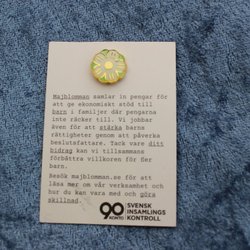 Majblomman samlar in pengar för
att ge ekonomiskt stöd till
barn i familjer där pengarna
inte räcker till. Vi jobbar
även för att stärka barns
rättigheter genom att påverka
beslutsfattare. Tack vare ditt
bidrag kan vi tillsammans
förbättra villkoren för fler
barn.
Besök majblomman.se för att
läsa mer om vår verksamhet och
hur du kan vara med och göra
skillnad.
90
KONTO
SVENSK
INSAMLINGS
KONTROLL